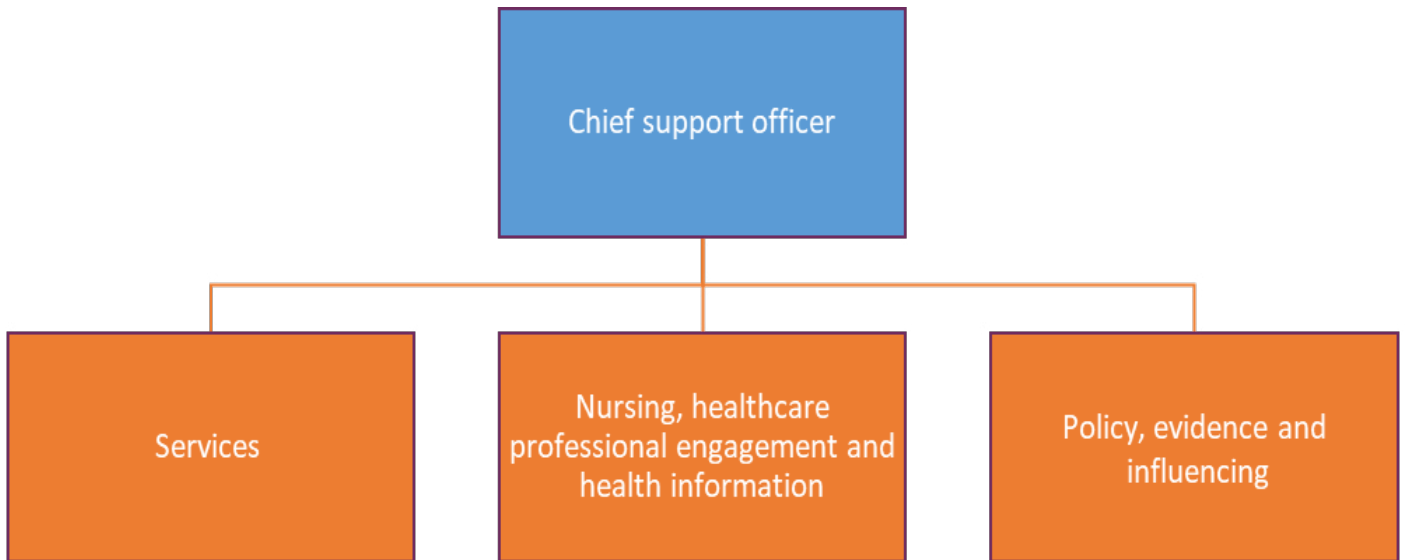 Chief support officer
Services
Nursing, healthcare
professional engagement and
health information
Policy, evidence and
influencing